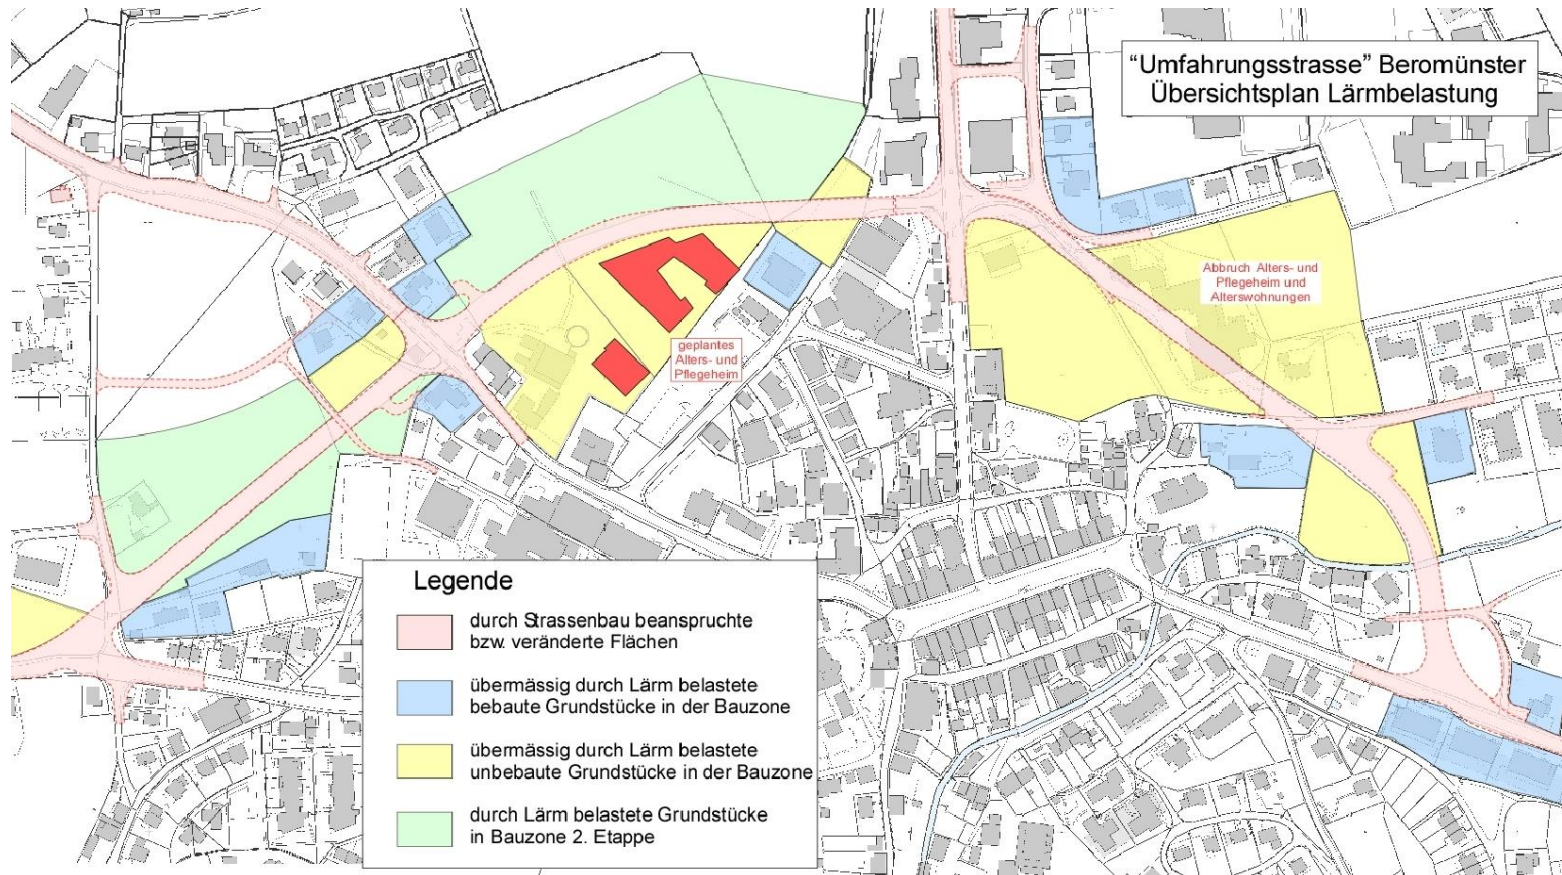 “Umfahrungsstrasse” Beromünster
Übersichtsplan Lärmbelastung
Abbruch Alters- und
Pflegeheim und
Alterswohnungen
geplantes
Alters- und
Pflegeheim
Legende
durch Strassenbau beanspruchte
bzw. veränderte Flächen
übermässig durch Lärm belastete
bebaute Grundstücke in der Bauzone
übermässig durch Lärm belastete
unbebaute Grundstücke in der Bauzone
durch Lärm belastete Grundstücke
in Bauzone 2. Etappe